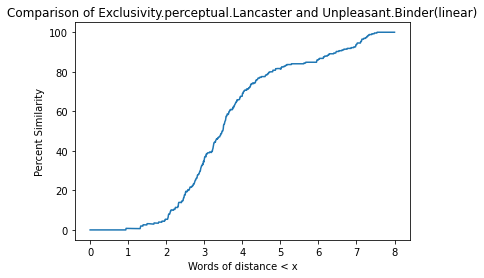 Comparison of Exclusivity.perceptual.Lancaster and Unpleasant.Binder(linear)
100
80
60
40
20
0
Percent Similarity
0 1 2 3 4 5 6 7 8
Words of distance < x